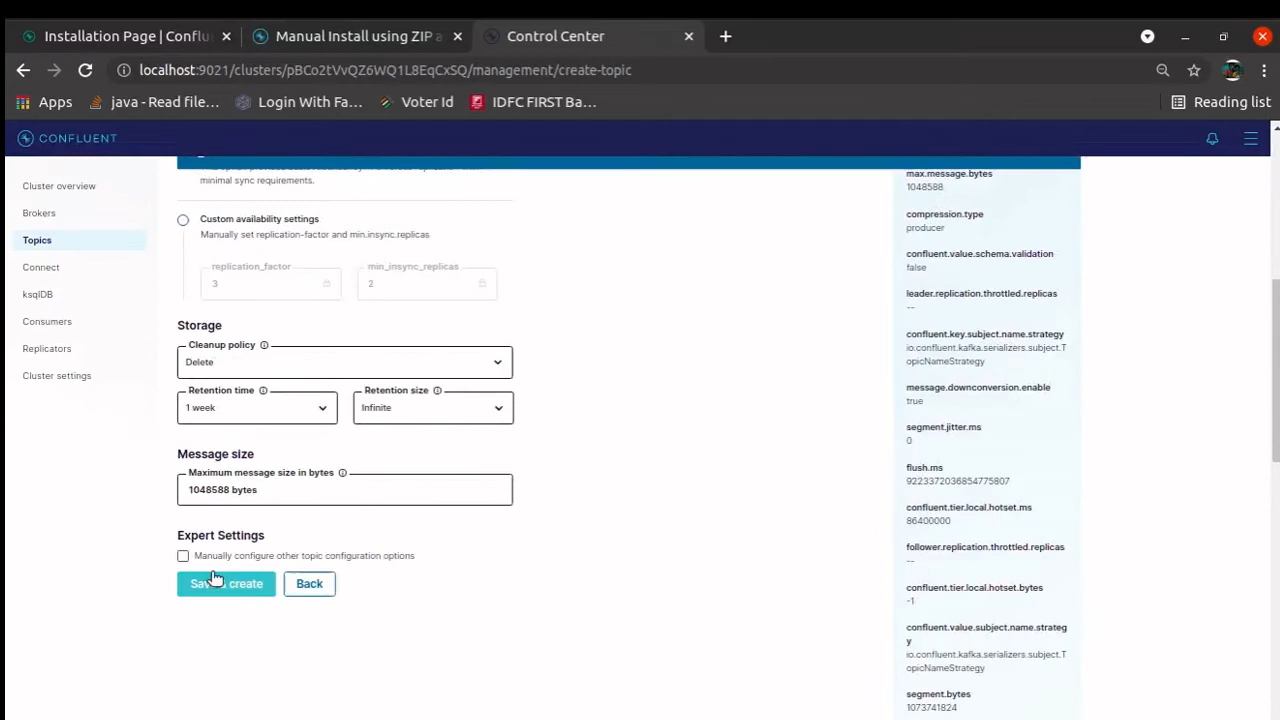 Installation Page | Conflu
Manual Install using ZIP a
Control Center
localhost:9021/clusters/pBCo2tVvQZ6WQ1L8EqCxSQ/management/create-topic
Apps
java - Read file...
Login With Fa...
Voter Id
IDFC FIRST Ba...
Reading list
CONFLUENT
Cluster overview
Brokers
Topics
Connect
ksqlDB
Consumers
Replicators
Cluster settings
minimal sync requirements.
Custom availability settings
Manually set replication-factor and min.insync.replicas
replication_factor
3
min_insync_replicas
2
Storage
Cleanup policy
Delete
Retention time
1 week
Retention size
Infinite
Message size
Maximum message size in bytes
1048588 bytes
Expert Settings
Manually configure other topic configuration options
create
Back
max.message.bytes
1048588
compression.type
producer
confluent.value.schema.validation
false
leader.replication.throttled.replicas
--
confluent.key.subject.name.strategy
io.confluent.kafka.serializers.subject.T
opicNameStrategy
message.downconversion.enable
true
segment.jitter.ms
0
flush.ms
9223372036854775807
confluent.tier.local.hotset.ms
86400000
follower.replication.throttled.replicas
--
confluent.tier.local.hotset.bytes
-1
confluent.value.subject.name.strateg
y
io.confluent.kafka.serializers.subject.T
opicNameStrategy
segment.bytes
1073741824